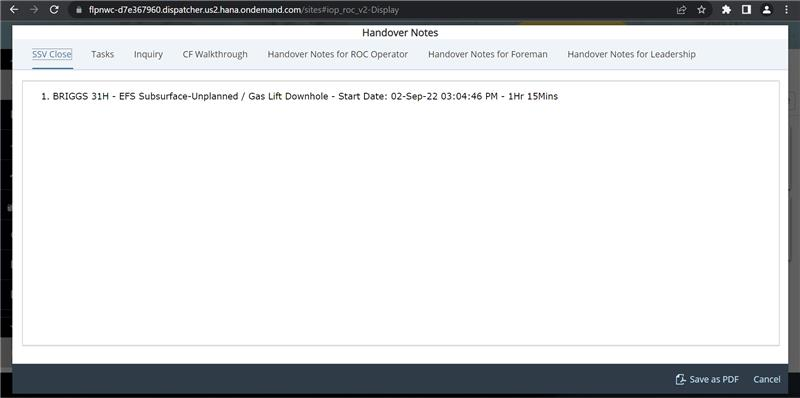 flpnwc-d7e367960.dispatcher.us2.hana.ondemand.com/sites#iop_roc_v2-Display
Handover Notes
SSV Close Tasks Inquiry CF Walkthrough Handover Notes for ROC Operator Handover Notes for Foreman Handover Notes for Leadership
1. BRIGGS 31H - EFS Subsurface-Unplanned / Gas Lift Downhole - Start Date: 02-Sep-22 03:04:46 PM - 1Hr 15Mins
Save as PDF Cancel